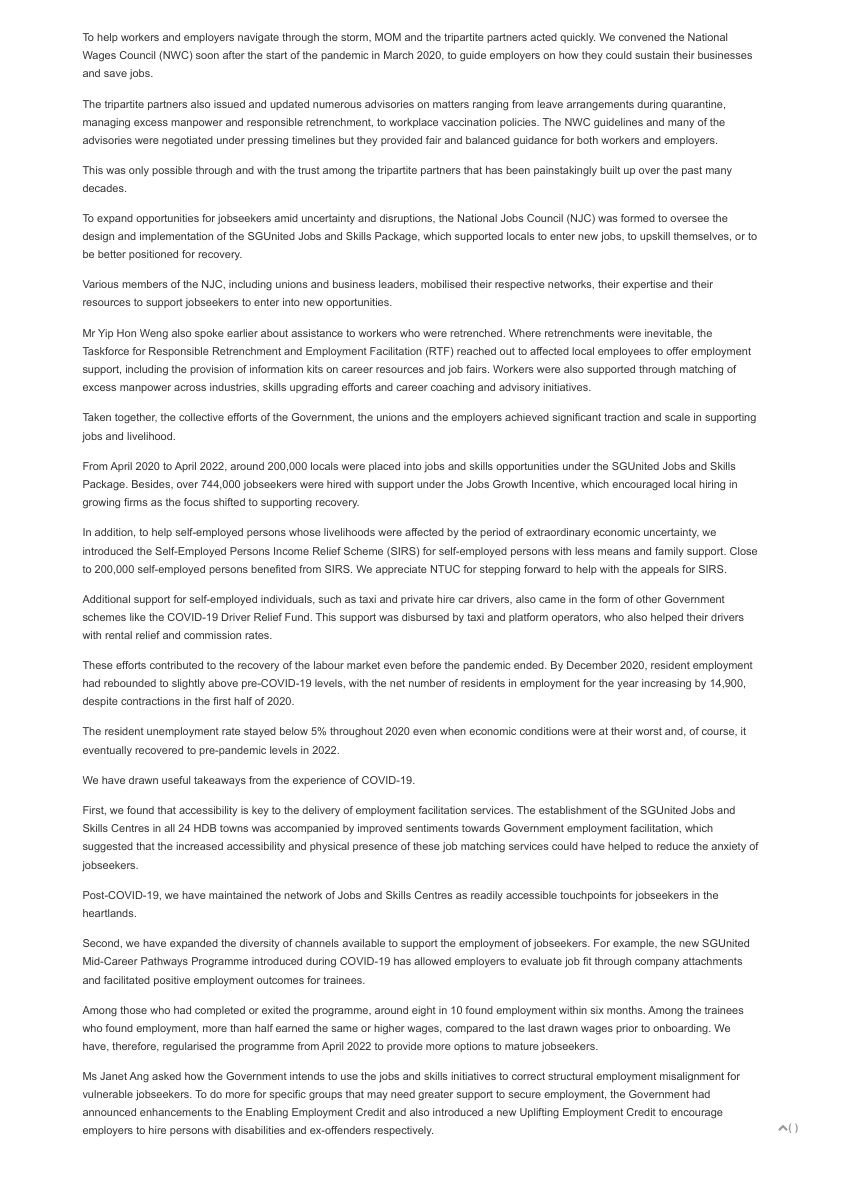 To help workers and employers navigate through the storm, MOM and the tripartite partners acted quickly. We convened the National
Wages Council (NWC) soon after the start of the pandemic in March 2020, to guide employers on how they could sustain their businesses
and save jobs.
The tripartite partners also issued and updated numerous advisories on matters ranging from leave arrangements during quarantine,
managing excess manpower and responsible retrenchment, to workplace vaccination policies. The NWC guidelines and many of the
advisories were negotiated under pressing timelines but they provided fair and balanced guidance for both workers and employers.
This was only possible through and with the trust among the tripartite partners that has been painstakingly built up over the past many
decades.
To expand opportunities for jobseekers amid uncertainty and disruptions, the National Jobs Council (NJC) was formed to oversee the
design and implementation of the SGUnited Jobs and Skills Package, which supported locals to enter new jobs, to upskill themselves, or to
be better positioned for recovery.
Various members of the NJC, including unions and business leaders, mobilised their respective networks, their expertise and their
resources to support jobseekers to enter into new opportunities.
Mr Yip Hon Weng also spoke earlier about assistance to workers who were retrenched. Where retrenchments were inevitable, the
Taskforce for Responsible Retrenchment and Employment Facilitation (RTF) reached out to affected local employees to offer employment
support, including the provision of information kits on career resources and job fairs. Workers were also supported through matching of
excess manpower across industries, skills upgrading efforts and career coaching and advisory initiatives.
Taken together, the collective efforts of the Government, the unions and the employers achieved significant traction and scale in supporting
jobs and livelihood.
From April 2020 to April 2022, around 200,000 locals were placed into jobs and skills opportunities under the SGUnited Jobs and Skills
Package. Besides, over 744,000 jobseekers were hired with support under the Jobs Growth Incentive, which encouraged local hiring in
growing firms as the focus shifted to supporting recovery.
In addition, to help self-employed persons whose livelihoods were affected by the period of extraordinary economic uncertainty, we
introduced the Self-Employed Persons Income Relief Scheme (SIRS) for self-employed persons with less means and family support. Close
to 200,000 self-employed persons benefited from SIRS. We appreciate NTUC for stepping forward to help with the appeals for SIRS.
Additional support for self-employed individuals, such as taxi and private hire car drivers, also came in the form of other Government
schemes like the COVID-19 Driver Relief Fund. This support was disbursed by taxi and platform operators, who also helped their drivers
with rental relief and commission rates.
These efforts contributed to the recovery of the labour market even before the pandemic ended. By December 2020, resident employment
had rebounded to slightly above pre-COVID-19 levels, with the net number of residents in employment for the year increasing by 14,900,
despite contractions in the first half of 2020.
The resident unemployment rate stayed below 5% throughout 2020 even when economic conditions were at their worst and, of course, it
eventually recovered to pre-pandemic levels in 2022.
We have drawn useful takeaways from the experience of COVID-19.
First, we found that accessibility is key to the delivery of employment facilitation services. The establishment of the SGUnited Jobs and
Skills Centres in all 24 HDB towns was accompanied by improved sentiments towards Government employment facilitation, which
suggested that the increased accessibility and physical presence of these job matching services could have helped to reduce the anxiety of
jobseekers.
Post-COVID-19, we have maintained the network of Jobs and Skills Centres as readily accessible touchpoints for jobseekers in the
heartlands.
Second, we have expanded the diversity of channels available to support the employment of jobseekers. For example, the new SGUnited
Mid-Career Pathways Programme introduced during COVID-19 has allowed employers to evaluate job fit through company attachments
and facilitated positive employment outcomes for trainees.
Among those who had completed or exited the programme, around eight in 10 found employment within six months. Among the trainees
who found employment, more than half earned the same or higher wages, compared to the last drawn wages prior to onboarding. We
have, therefore, regularised the programme from April 2022 to provide more options to mature jobseekers.
Ms Janet Ang asked how the Government intends to use the jobs and skills initiatives to correct structural employment misalignment for
vulnerable jobseekers. To do more for specific groups that may need greater support to secure employment, the Government had
announced enhancements to the Enabling Employment Credit and also introduced a new Uplifting Employment Credit to encourage
employers to hire persons with disabilities and ex-offenders respectively.
()